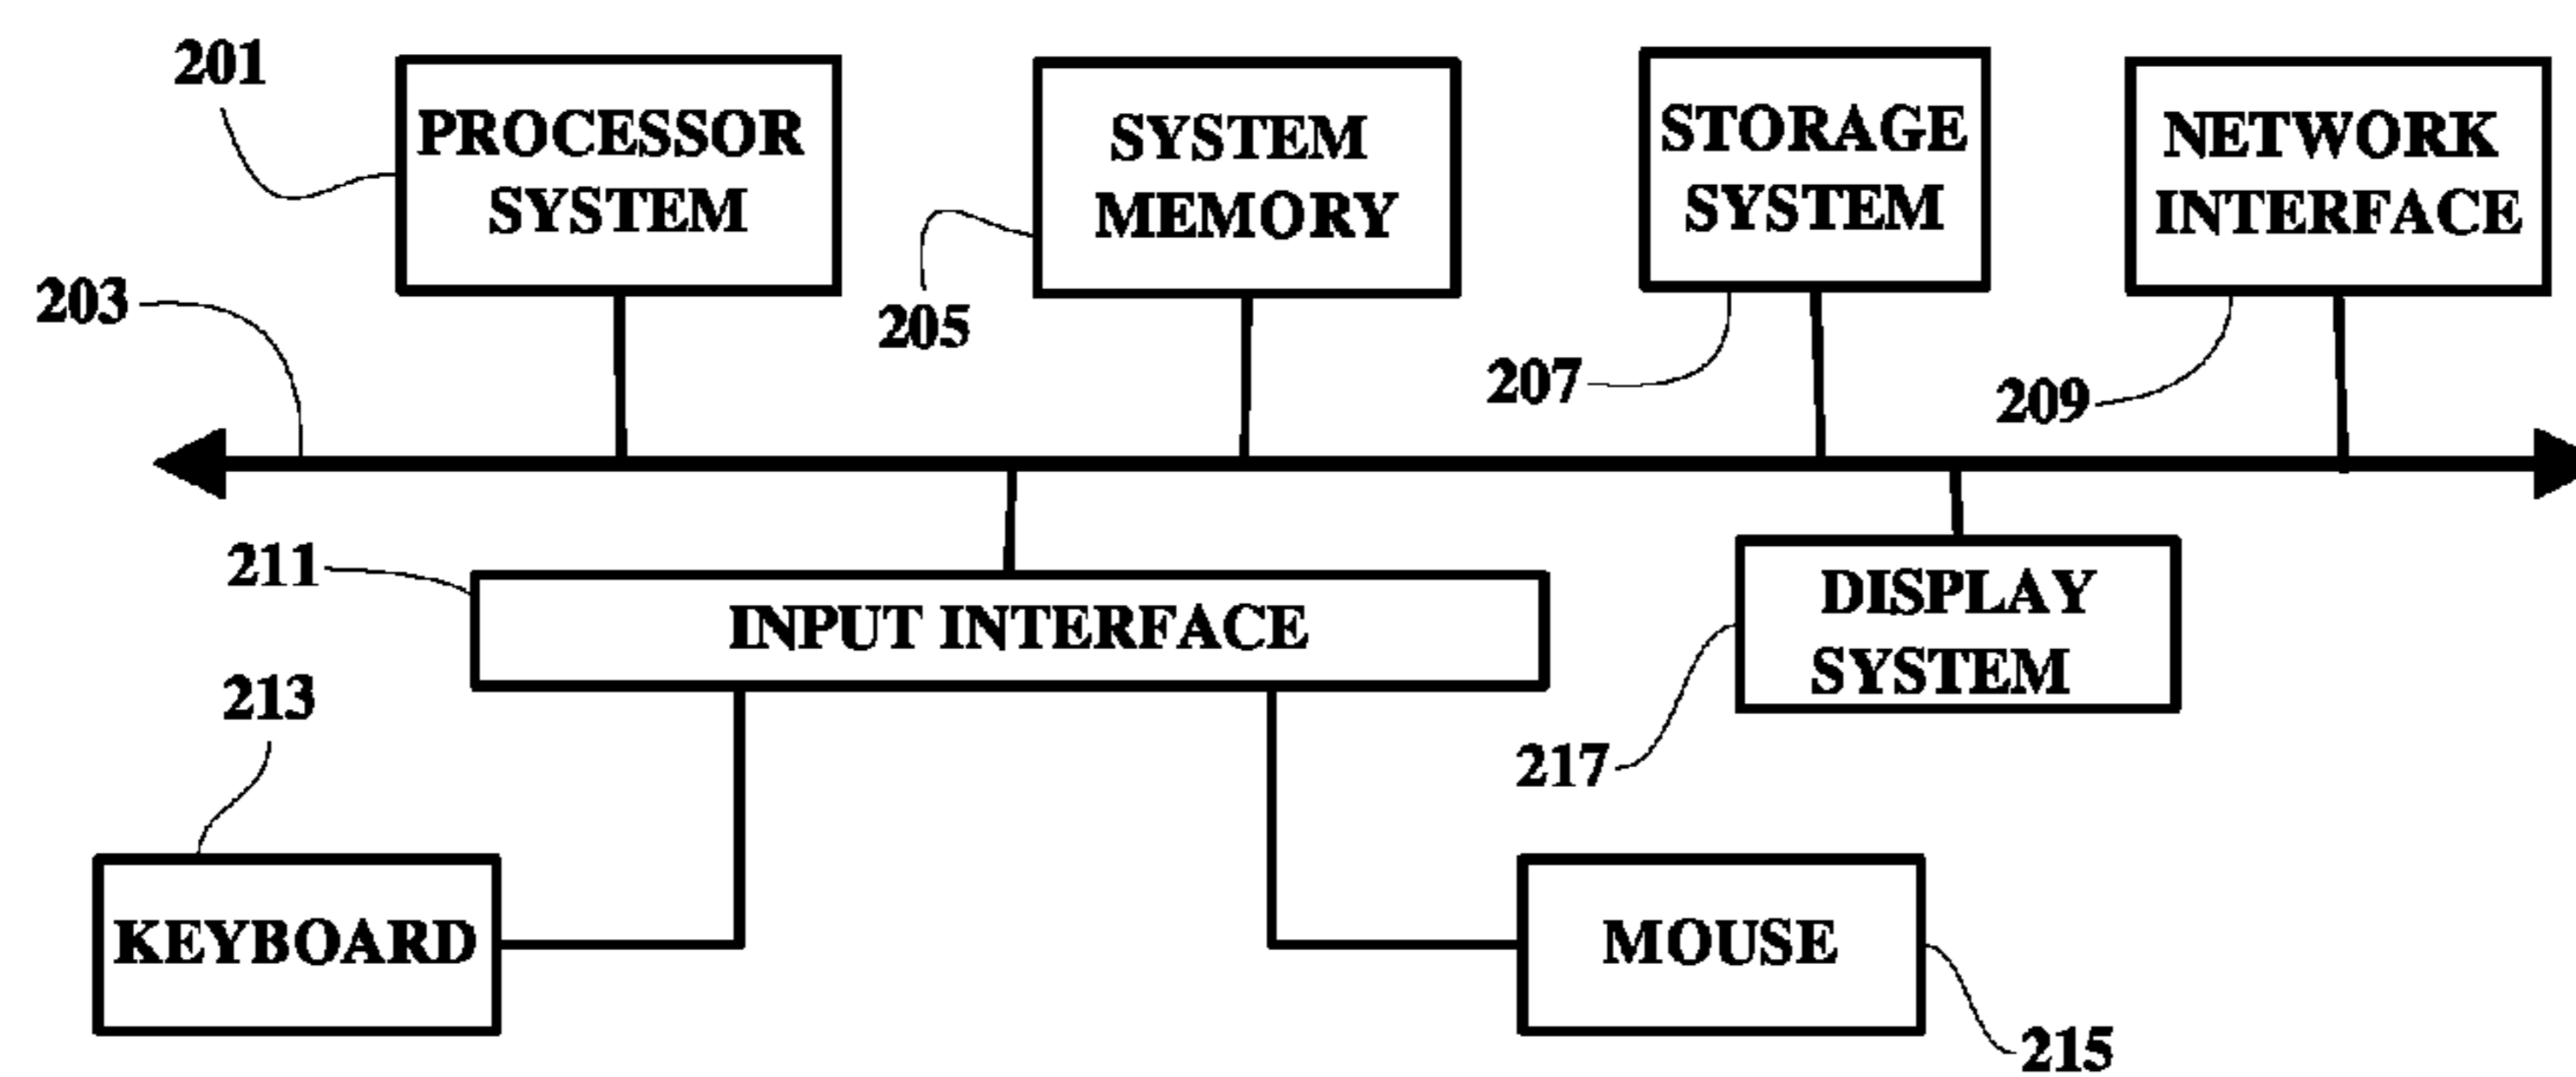 201
PROCESSOR
SYSTEM
SYSTEM
MEMORY
STORAGE
SYSTEM
NETWORK
INTERFACE
203
205
207
209
211
INPUT INTERFACE
DISPLAY
SYSTEM
213
217
KEYBOARD
MOUSE
215